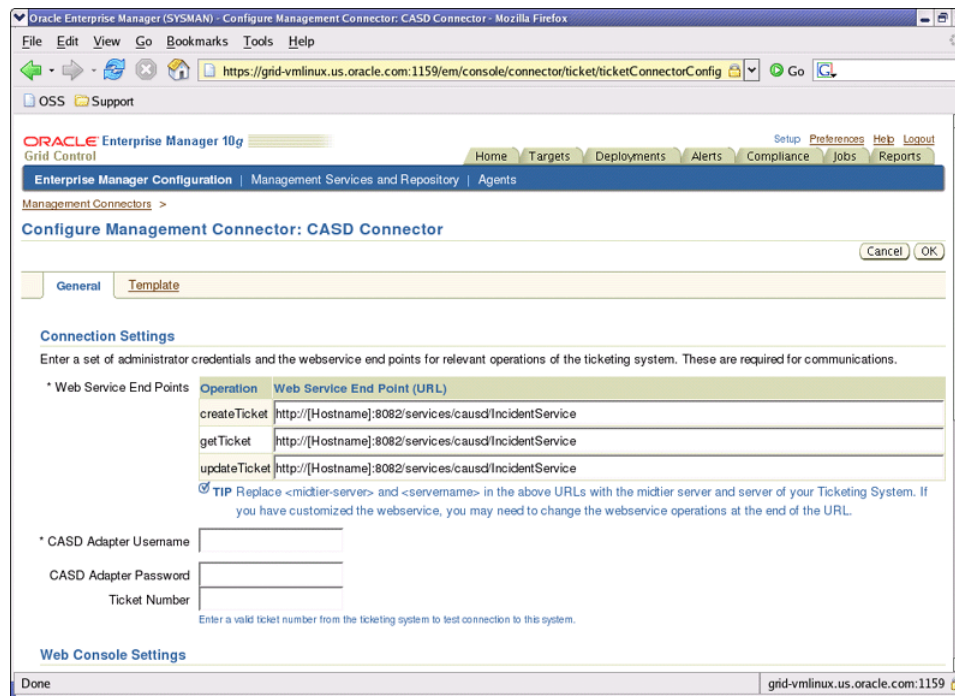 Oracle Enterprise Manager (SYSMAN) - Configure Management Connector: CASD Connector - Mozilla Firefox
File Edit View Go Bookmarks Tools Help
https://grid-vmlinux.us.oracle.com:1159/em/console/connector/ticket/ticketConnectorConfig Go G
OSS Support
ORACLE Enterprise Manager 10g
Setup Preferences Help Logout
Grid Control
Home Targets Deployments Alerts Compliance Jobs Reports
Enterprise Manager Configuration | Management Services and Repository | Agents
Management Connectors >
Configure Management Connector: CASD Connector
Cancel OK
General Template
Connection Settings
Enter a set of administrator credentials and the webservice end points for relevant operations of the ticketing system. These are required for communications.
* Web Service End Points Operation Web Service End Point (URL)
createTicket http://[Hostname]:8082/services/causd/IncidentService
getTicket http://[Hostname]:8082/services/causd/IncidentService
updateTicket http://[Hostname]:8082/services/causd/IncidentService
TIP Replace <midtier-server> and <servername> in the above URLs with the midtier server and server of your Ticketing System. If
you have customized the webservice, you may need to change the webservice operations at the end of the URL.
* CASD Adapter Username
CASD Adapter Password
Ticket Number
Enter a valid ticket number from the ticketing system to test connection to this system.
Web Console Settings
Done grid-vmlinux.us.oracle.com:1159